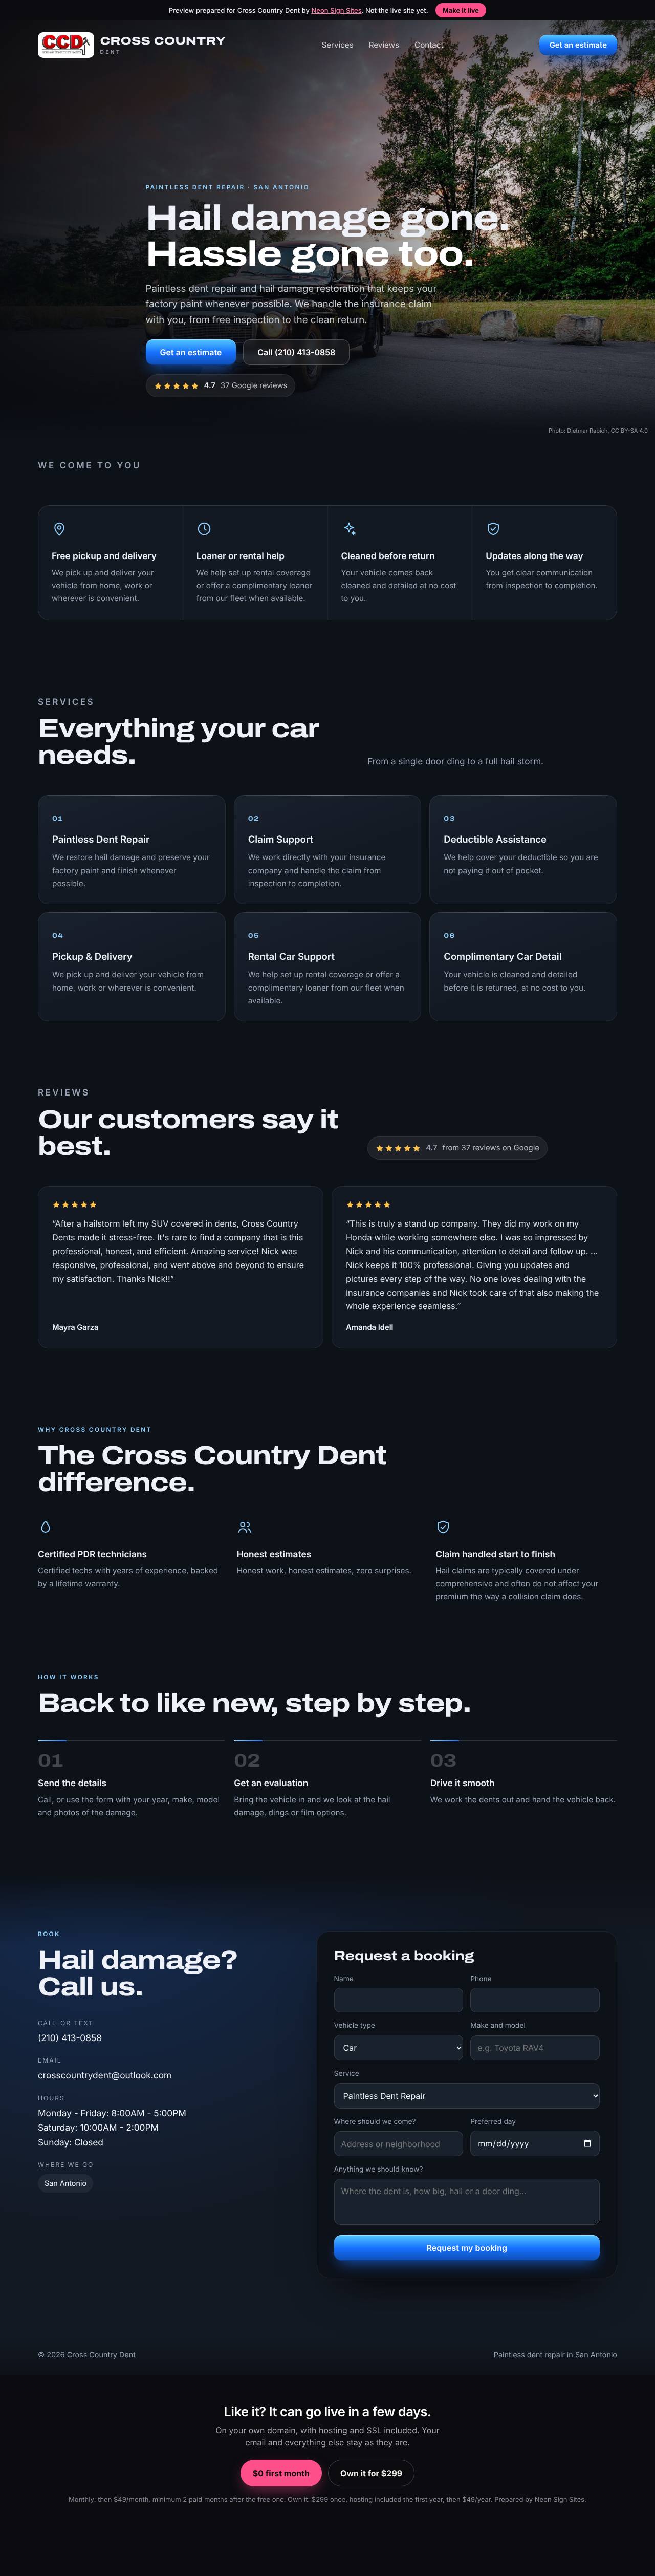 Preview prepared for Cross Country Dent by Neon Sign Sites. Not the live site yet. Make it live
CCD
CROSS COUNTRY
DENT
Services Reviews Contact
Get an estimate
PAINTLESS DENT REPAIR · SAN ANTONIO
Hail damage gone.
Hassle gone too.
Paintless dent repair and hail damage restoration that keeps your
factory paint whenever possible. We handle the insurance claim
with you, from free inspection to the clean return.
Get an estimate Call (210) 413-0858
★★★★★ 4.7 37 Google reviews
Photo: Dietmar Rabich, CC BY-SA 4.0
WE COME TO YOU
Free pickup and delivery
We pick up and deliver your
vehicle from home, work or
wherever is convenient.
Loaner or rental help
We help set up rental coverage
or offer a complimentary loaner
from our fleet when available.
Cleaned before return
Your vehicle comes back
cleaned and detailed at no cost
to you.
Updates along the way
You get clear communication
from inspection to completion.
SERVICES
Everything your car
needs.
From a single door ding to a full hail storm.
01
Paintless Dent Repair
We restore hail damage and preserve your
factory paint and finish whenever
possible.
02
Claim Support
We work directly with your insurance
company and handle the claim from
inspection to completion.
03
Deductible Assistance
We help cover your deductible so you are
not paying it out of pocket.
04
Pickup & Delivery
We pick up and deliver your vehicle from
home, work or wherever is convenient.
05
Rental Car Support
We help set up rental coverage or offer a
complimentary loaner from our fleet when
available.
06
Complimentary Car Detail
Your vehicle is cleaned and detailed
before it is returned, at no cost to you.
REVIEWS
Our customers say it
best.
★★★★★ 4.7 from 37 reviews on Google
★★★★★
“After a hailstorm left my SUV covered in dents, Cross Country
Dents made it stress-free. It's rare to find a company that is this
professional, honest, and efficient. Amazing service! Nick was
responsive, professional, and went above and beyond to ensure
my satisfaction. Thanks Nick!!”
Mayra Garza
★★★★★
“This is truly a stand up company. They did my work on my
Honda while working somewhere else. I was so impressed by
Nick and his communication, attention to detail and follow up. ...
Nick keeps it 100% professional. Giving you updates and
pictures every step of the way. No one loves dealing with the
insurance companies and Nick took care of that also making the
whole experience seamless.”
Amanda Idell
WHY CROSS COUNTRY DENT
The Cross Country Dent
difference.
Certified PDR technicians
Certified techs with years of experience, backed
by a lifetime warranty.
Honest estimates
Honest work, honest estimates, zero surprises.
Claim handled start to finish
Hail claims are typically covered under
comprehensive and often do not affect your
premium the way a collision claim does.
HOW IT WORKS
Back to like new, step by step.
01
Send the details
Call, or use the form with your year, make, model
and photos of the damage.
02
Get an evaluation
Bring the vehicle in and we look at the hail
damage, dings or film options.
03
Drive it smooth
We work the dents out and hand the vehicle back.
BOOK
Hail damage?
Call us.
CALL OR TEXT
(210) 413-0858
EMAIL
crosscountrydent@outlook.com
HOURS
Monday - Friday: 8:00AM - 5:00PM
Saturday: 10:00AM - 2:00PM
Sunday: Closed
WHERE WE GO
San Antonio
Request a booking
Name Phone
Vehicle type Make and model
Car e.g. Toyota RAV4
Service
Paintless Dent Repair
Where should we come? Preferred day
Address or neighborhood mm/dd/yyyy
Anything we should know?
Where the dent is, how big, hail or a door ding...
Request my booking
© 2026 Cross Country Dent
Paintless dent repair in San Antonio
Like it? It can go live in a few days.
On your own domain, with hosting and SSL included. Your
email and everything else stay as they are.
$0 first month Own it for $299
Monthly: then $49/month, minimum 2 paid months after the free one. Own it: $299 once, hosting included the first year, then $49/year. Prepared by Neon Sign Sites.